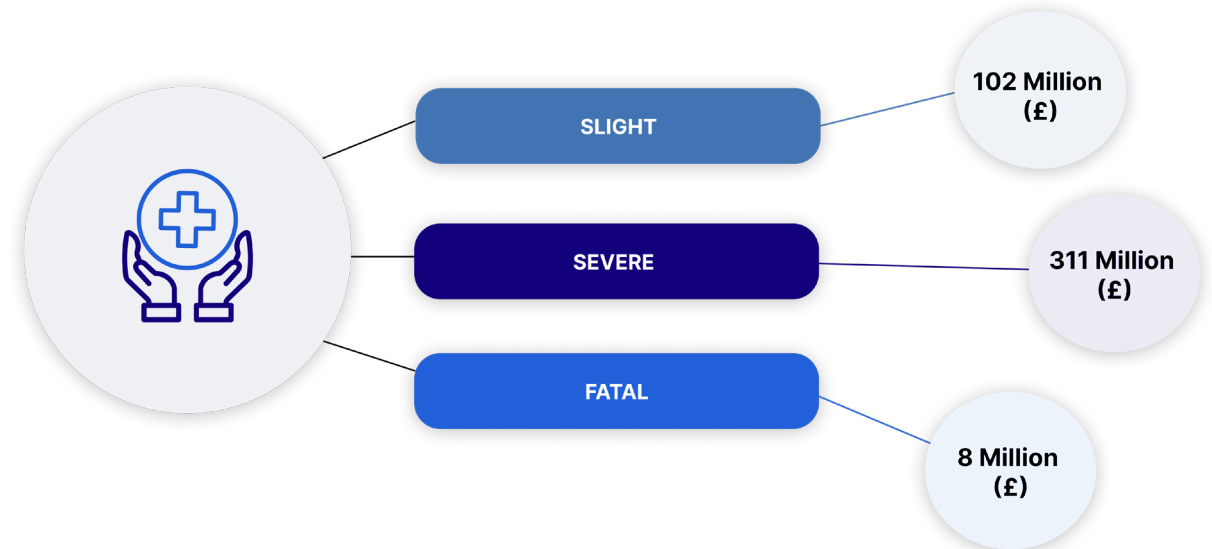 SLIGHT
102 Million
(£)
SEVERE
311 Million
(£)
FATAL
8 Million
(£)